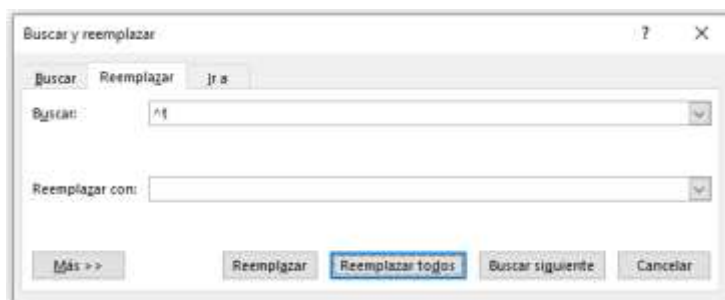 Buscar y reemplazar ? ×
Buscar Reemplazar Ir a
Buscar:
Reemplazar con:
Más >> Reemplazar Reemplazar todos Buscar siguiente Cancelar